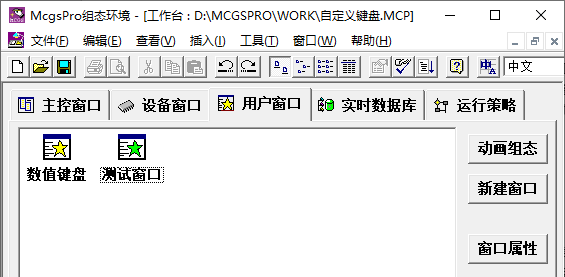 McgsPro组态环境 - [工作台 : D:\MCGSPRO\WORK\自定义键盘.MCP]
文件(F) 编辑(E) 查看(V) 插入(I) 工具(T) 窗口(W) 帮助(H)
中文
主控窗口 设备窗口 用户窗口 实时数据库 运行策略
数值键盘 测试窗口
动画组态
新建窗口
窗口属性